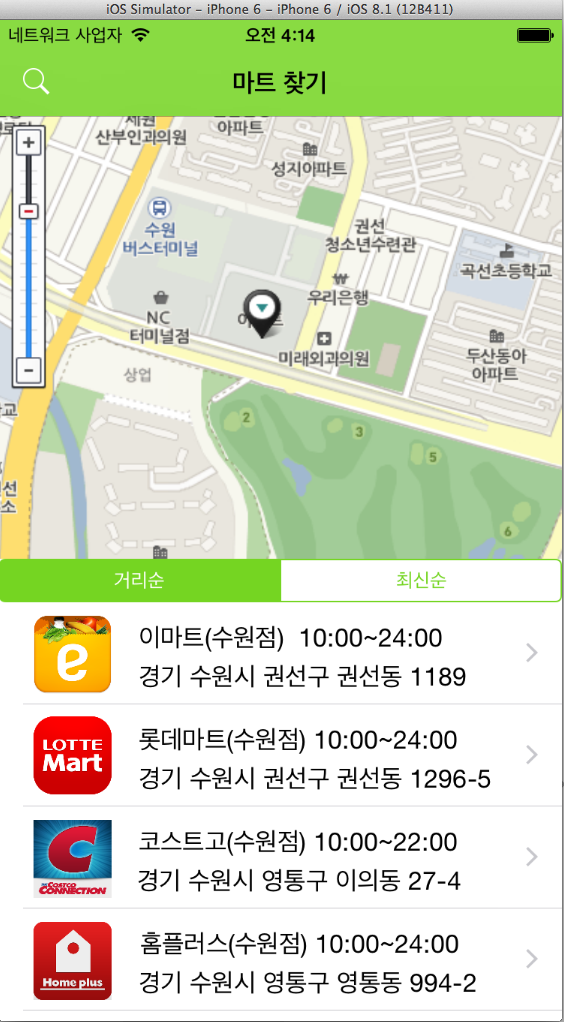 iOS Simulator - iPhone 6 - iPhone 6 / iOS 8.1 (12B411)
네트워크 사업자 오전 4:14
마트 찾기
세원
산부인과의원
아파트
성지아파트
수원
버스터미널
권선
청소년수련관
곡선초등학교
우리은행
NC
터미널점
미래외과의원
두산동아
아파트
상업
2
3
5
6
거리순 최신순
e
이마트(수원점) 10:00~24:00
경기 수원시 권선구 권선동 1189
LOTTE
Mart
롯데마트(수원점) 10:00~24:00
경기 수원시 권선구 권선동 1296-5
C
COSTCO
CONNECTION
코스트고(수원점) 10:00~22:00
경기 수원시 영통구 이의동 27-4
Home plus
홈플러스(수원점) 10:00~24:00
경기 수원시 영통구 영통동 994-2